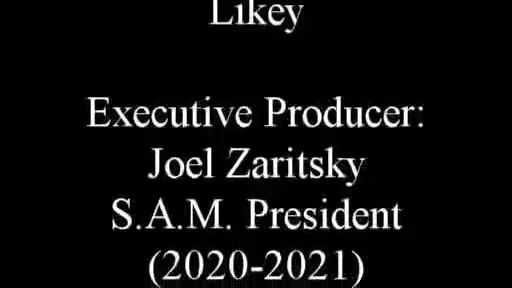 Likey
Executive Producer:
Joel Zaritsky
S.A.M. President
(2020-2021)